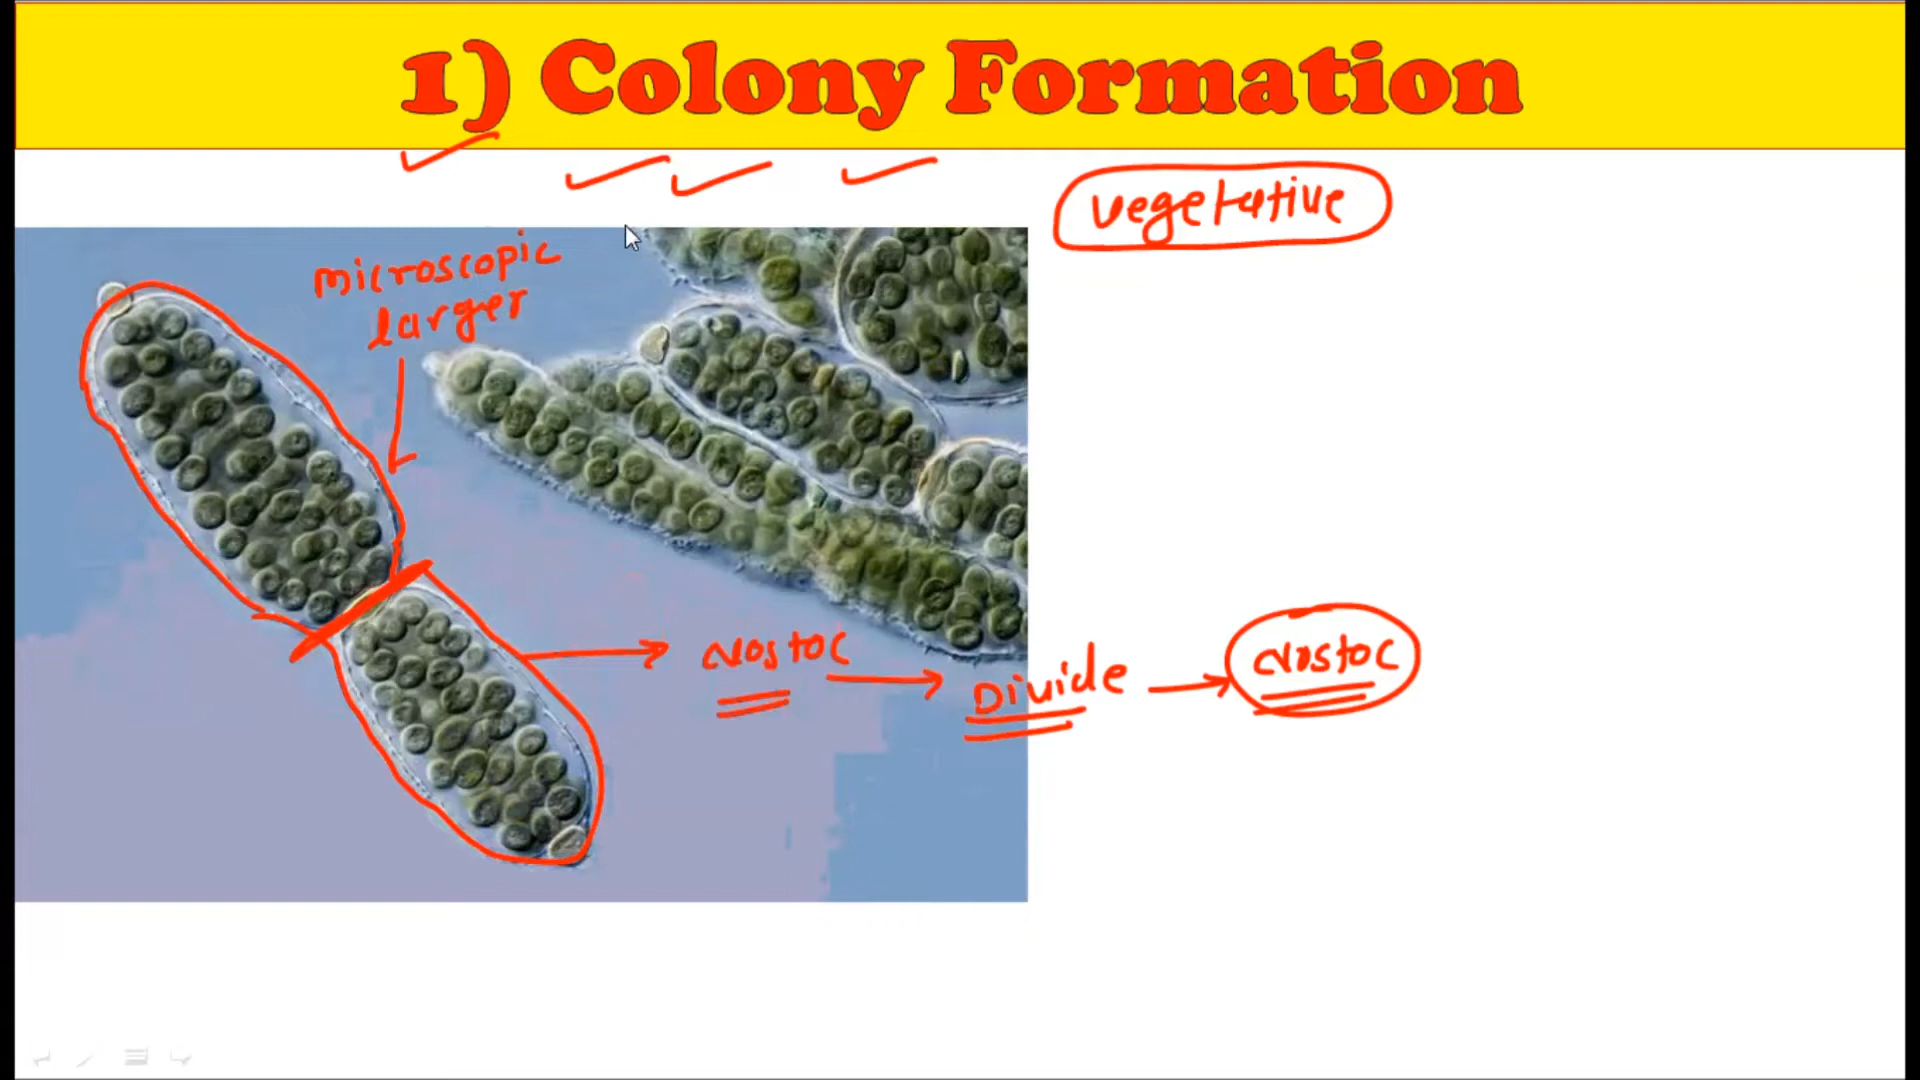 1) Colony Formation
vegetative
microscopic
larger
Nostoc
Divide
Nostoc